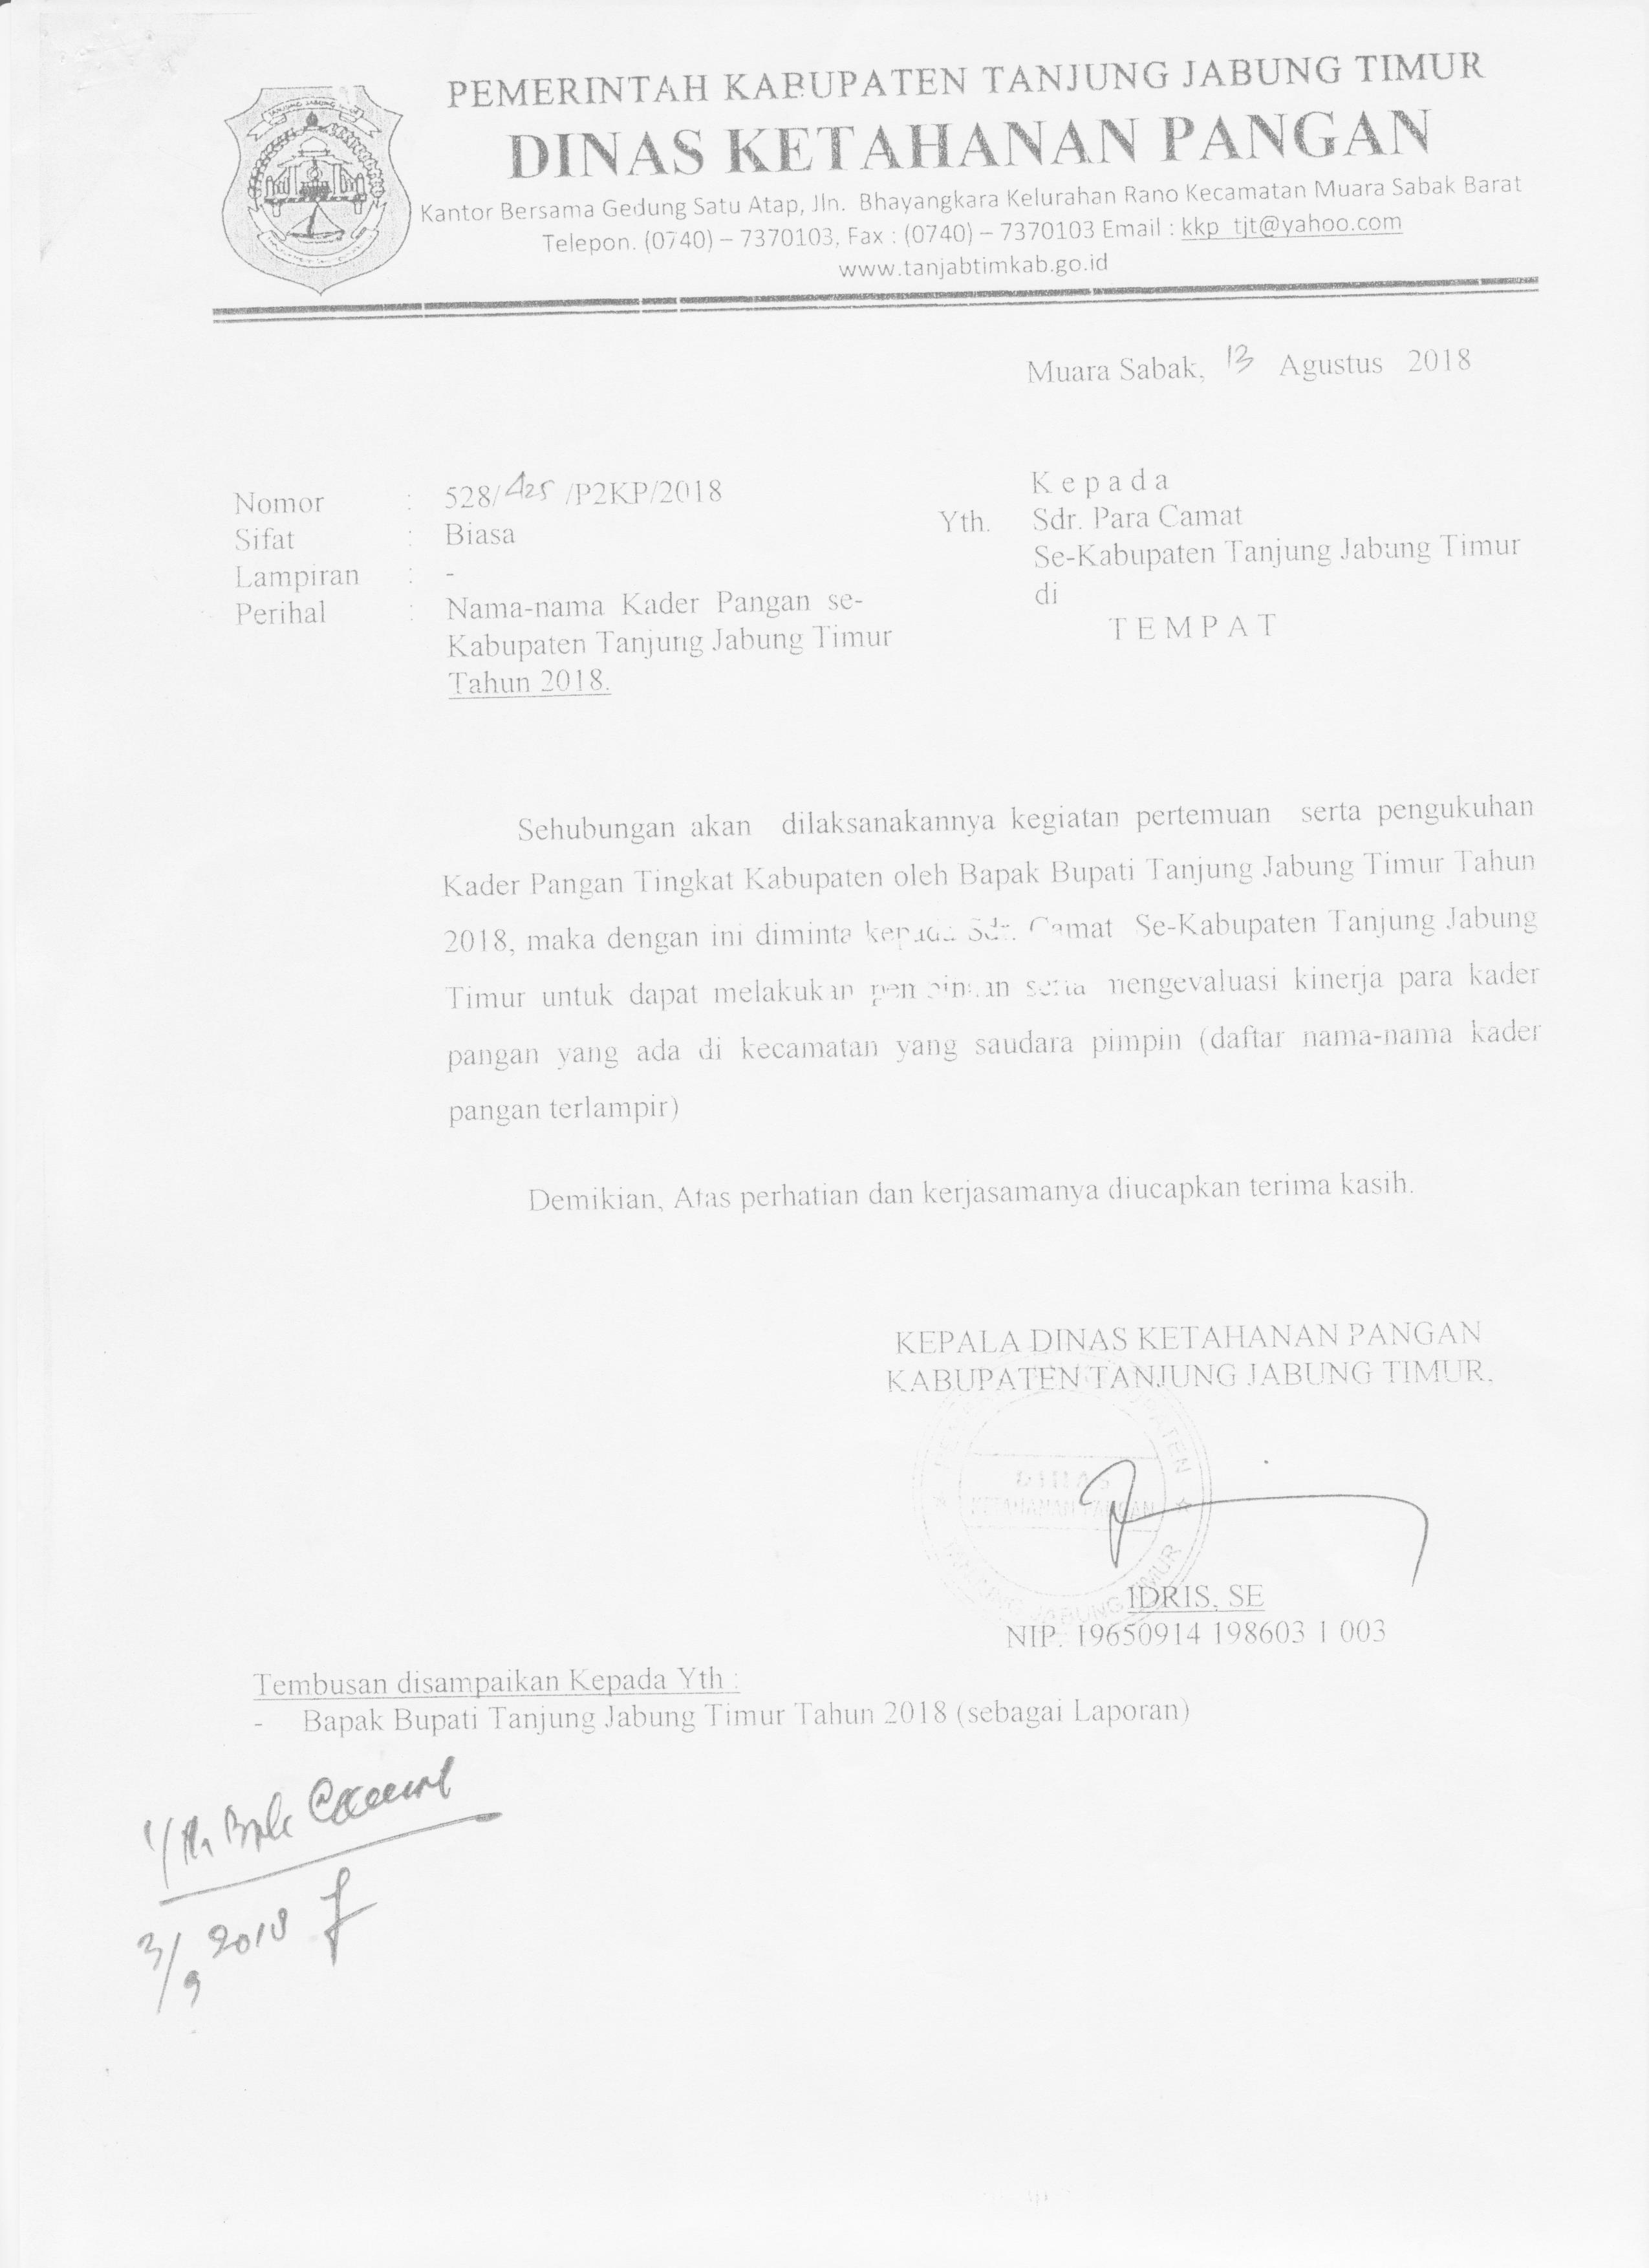 PEMERINTAH KABUPATEN TANJUNG JABUNG TIMUR
DINAS KETAHANAN PANGAN
Kantor Bersama Gedung Satu Atap, Jln. Bhayangkara Kelurahan Rano Kecamatan Muara Sabak Barat
Telepon. (0740) – 7370103, Fax : (0740) – 7370103 Email : kkp_tjt@yahoo.com
www.tanjabtimkab.go.id
Muara Sabak, 13 Agustus 2018
Nomor : 528/425/P2KP/2018
Sifat : Biasa
Lampiran : -
Perihal : Nama-nama Kader Pangan se-
Kabupaten Tanjung Jabung Timur
Tahun 2018.
K e p a d a
Yth. Sdr. Para Camat
Se-Kabupaten Tanjung Jabung Timur
di
T E M P A T
Sehubungan akan dilaksanakannya kegiatan pertemuan serta pengukuhan
Kader Pangan Tingkat Kabupaten oleh Bapak Bupati Tanjung Jabung Timur Tahun
2018, maka dengan ini diminta kepada Sdr. Camat Se-Kabupaten Tanjung Jabung
Timur untuk dapat melakukan pembinaan serta mengevaluasi kinerja para kader
pangan yang ada di kecamatan yang saudara pimpin (daftar nama-nama kader
pangan terlampir)
Demikian, Atas perhatian dan kerjasamanya diucapkan terima kasih.
KEPALA DINAS KETAHANAN PANGAN
KABUPATEN TANJUNG JABUNG TIMUR,
DINAS
KETAHANAN PANGAN
IDRIS, SE
NIP. 19650914 198603 1 003
Tembusan disampaikan Kepada Yth :
- Bapak Bupati Tanjung Jabung Timur Tahun 2018 (sebagai Laporan)
Camat
3/9 2018